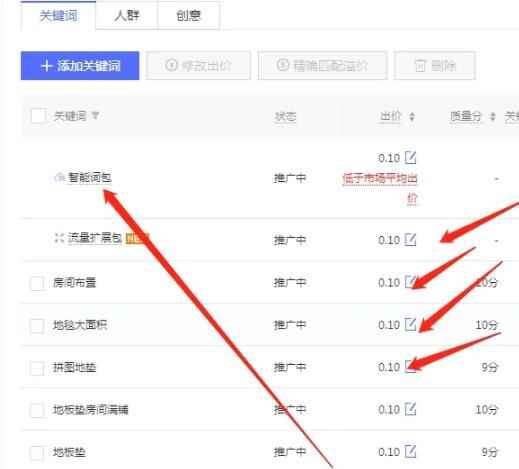 关键词 人群 创意
＋ 添加关键词 修改出价 精确匹配溢价 删除
关键词 状态 出价 质量分 关
0.10
智能词包 推广中 低于市场平均出 -
价
流量扩展包 推广中 0.10 -
房间布置 推广中 0.10 10分
地毯大面积 推广中 0.10 10分
拼图地垫 推广中 0.10 9分
地板垫房间满铺 推广中 0.10 10分
地板垫 推广中 0.10 9分